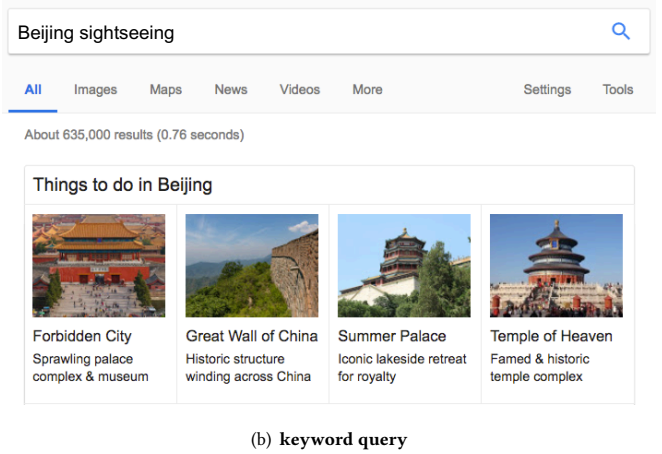 Beijing sightseeing
All Images Maps News Videos More Settings Tools
About 635,000 results (0.76 seconds)
Things to do in Beijing
Forbidden City
Sprawling palace
complex & museum
Great Wall of China
Historic structure
winding across China
Summer Palace
Iconic lakeside retreat
for royalty
Temple of Heaven
Famed & historic
temple complex
(b) keyword query